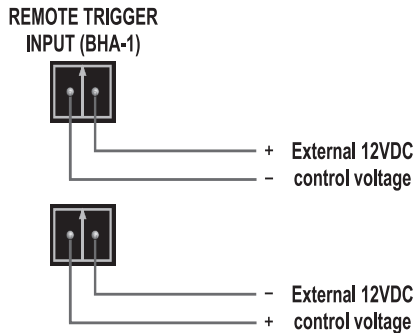 REMOTE TRIGGER
INPUT (BHA-1)
+ External 12VDC
– control voltage
– External 12VDC
+ control voltage